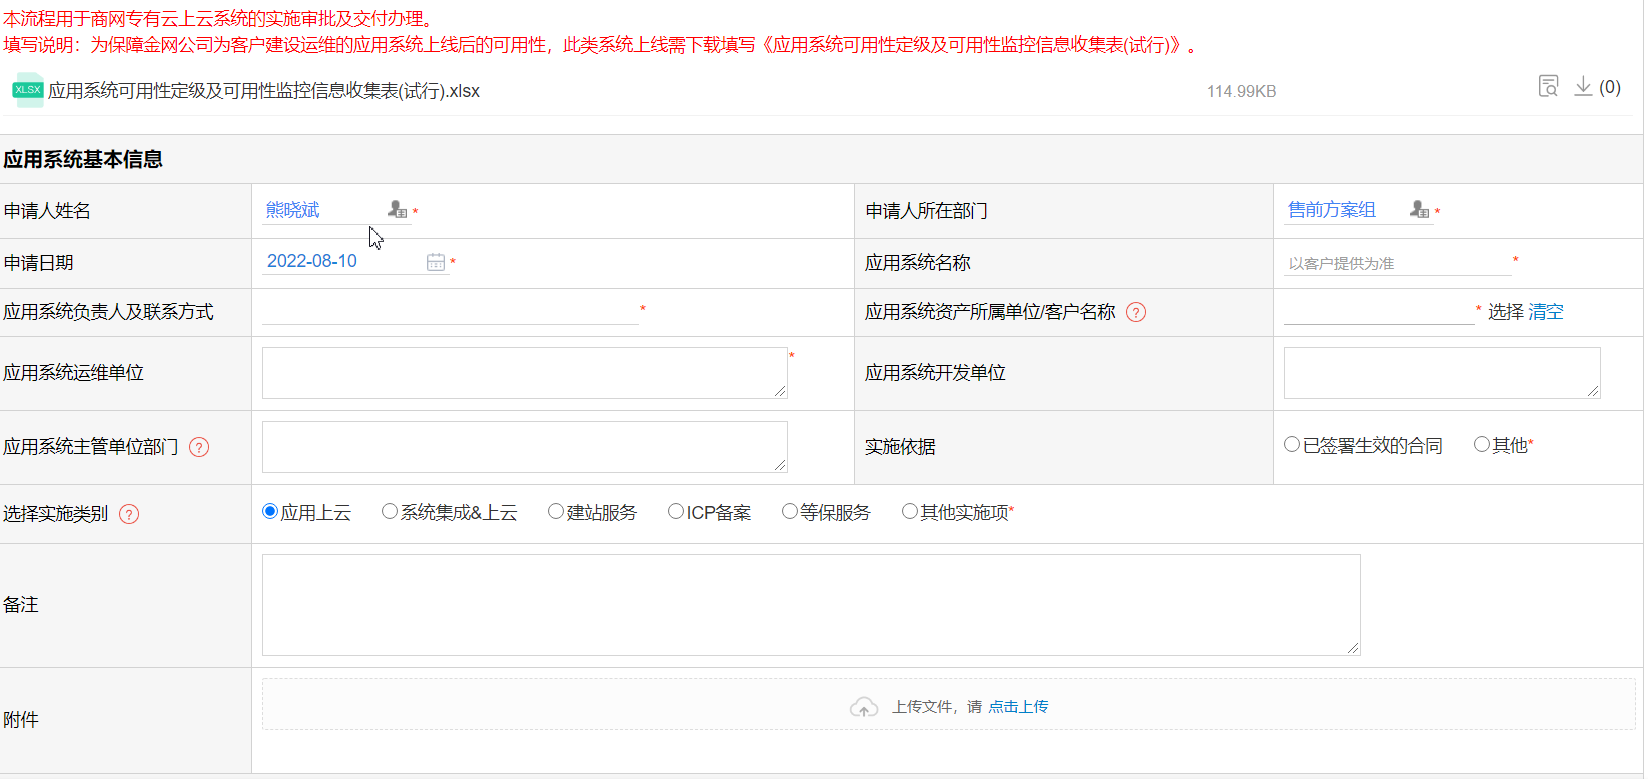 本流程用于商网专有云上云系统的实施审批及交付办理。
填写说明：为保障金网公司为客户建设运维的应用系统上线后的可用性，此类系统上线需下载填写《应用系统可用性定级及可用性监控信息收集表(试行)》。
XLSX 应用系统可用性定级及可用性监控信息收集表(试行).xlsx 114.99KB (0)
应用系统基本信息
申请人姓名 熊晓斌 * 申请人所在部门 售前方案组 *
申请日期 2022-08-10 * 应用系统名称 以客户提供为准 *
应用系统负责人及联系方式 * 应用系统资产所属单位/客户名称 ? * 选择 清空
应用系统运维单位 * 应用系统开发单位
应用系统主管单位部门 ? 实施依据 已签署生效的合同 其他*
选择实施类别 ? 应用上云 系统集成&上云 建站服务 ICP备案 等保服务 其他实施项*
备注
附件 上传文件，请 点击上传